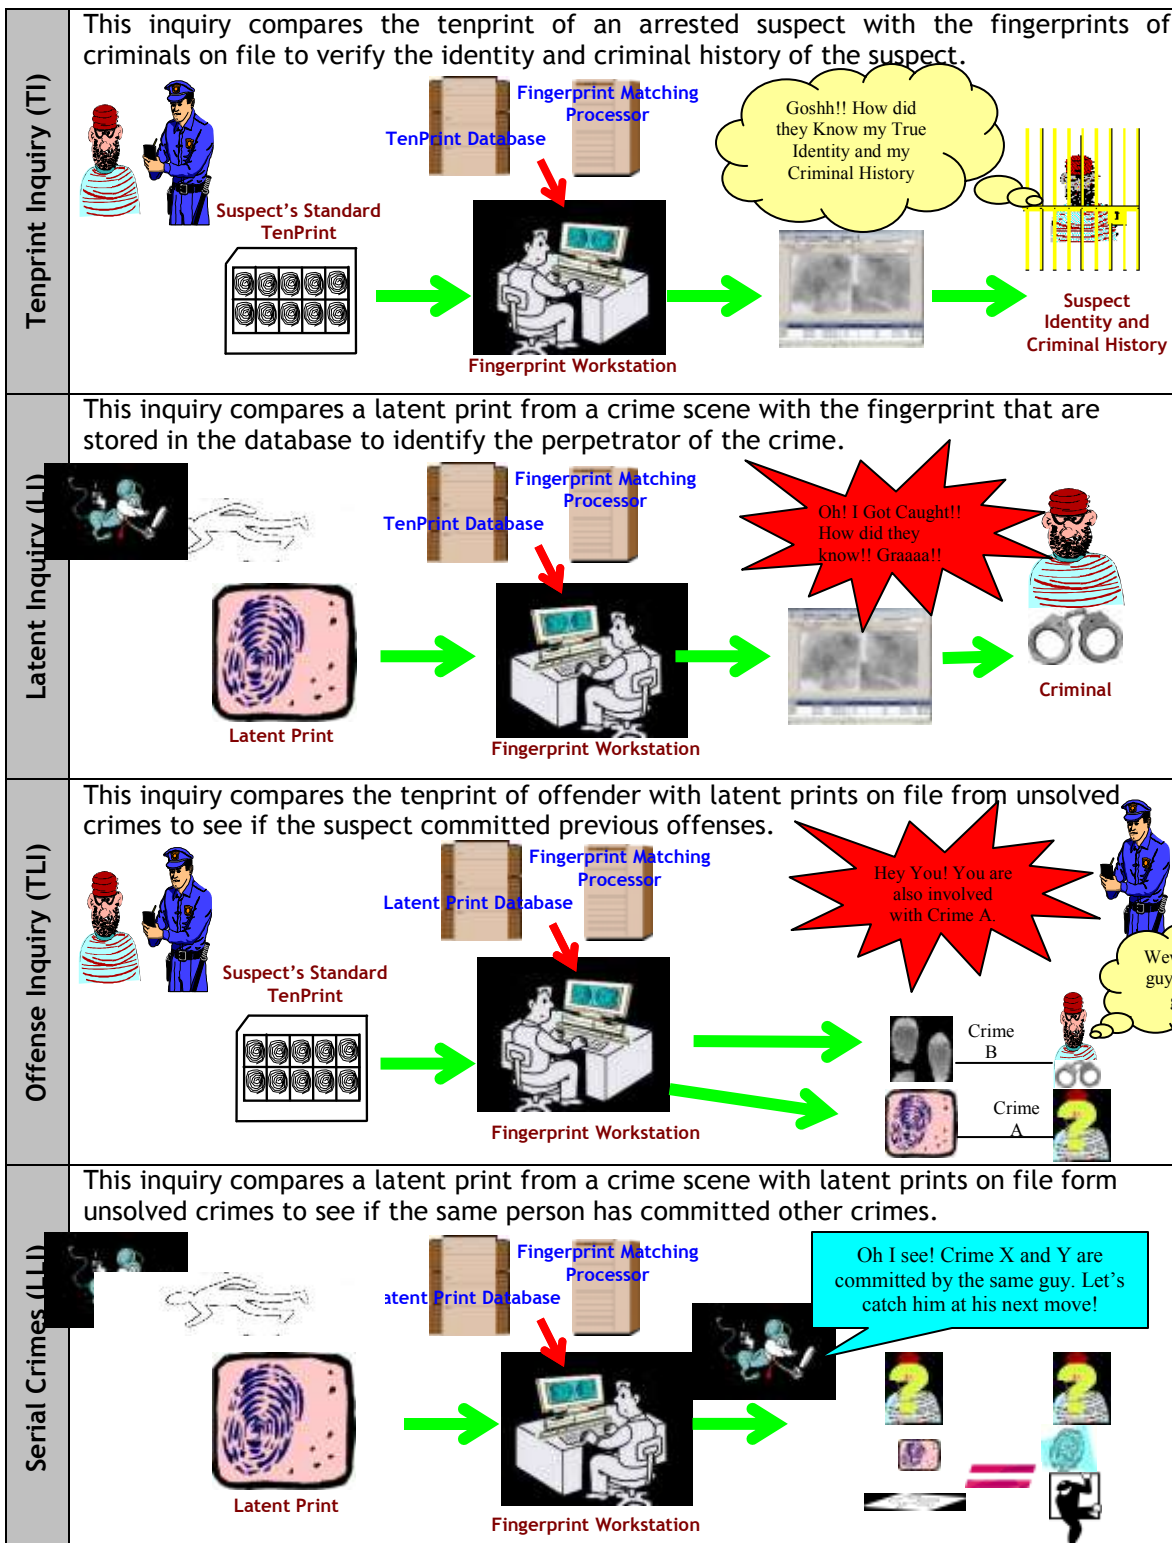 Tenprint Inquiry (TI)
This inquiry compares the tenprint of an arrested suspect with the fingerprints of
criminals on file to verify the identity and criminal history of the suspect.
Fingerprint Matching
Processor
TenPrint Database
Goshh!! How did
they Know my True
Identity and my
Criminal History
Suspect's Standard
TenPrint
Fingerprint Workstation
Suspect
Identity and
Criminal History
Latent Inquiry (LI)
This inquiry compares a latent print from a crime scene with the fingerprint that are
stored in the database to identify the perpetrator of the crime.
Fingerprint Matching
Processor
TenPrint Database
Oh! I Got Caught!!
How did they
know!! Graaaa!!
Latent Print
Fingerprint Workstation
Criminal
Offense Inquiry (TLI)
This inquiry compares the tenprint of offender with latent prints on file from unsolved
crimes to see if the suspect committed previous offenses.
Fingerprint Matching
Processor
Latent Print Database
Hey You! You are
also involved
with Crime A.
guy
Suspect's Standard
TenPrint
Crime
B
Crime
A
Fingerprint Workstation
Serial Crimes (LLI)
This inquiry compares a latent print from a crime scene with latent prints on file form
unsolved crimes to see if the same person has committed other crimes.
Fingerprint Matching
Processor
atent Print Database
Oh I see! Crime X and Y are
committed by the same guy. Let's
catch him at his next move!
Latent Print
Fingerprint Workstation